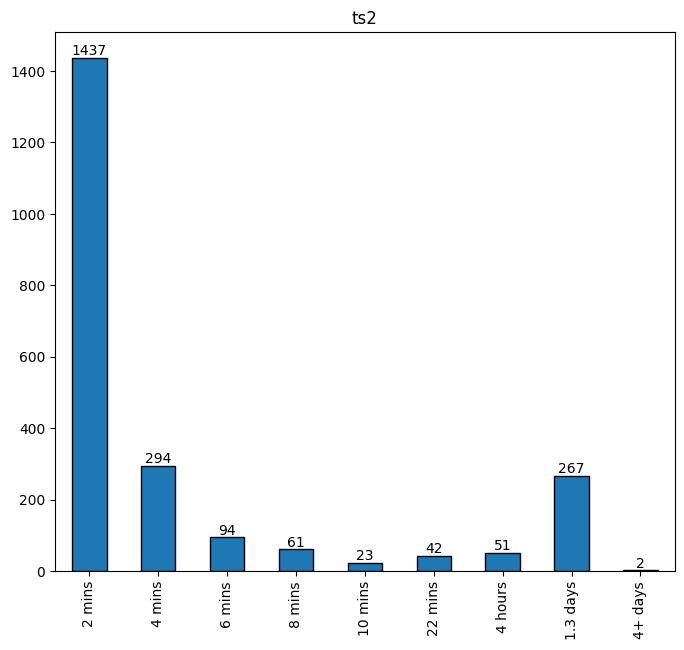 ts2
1437
1400
1200
1000
800
600
400
200
0
294
94
61
23
42
51
267
2
2 mins
4 mins
6 mins
8 mins
10 mins
22 mins
4 hours
1.3 days
4+ days